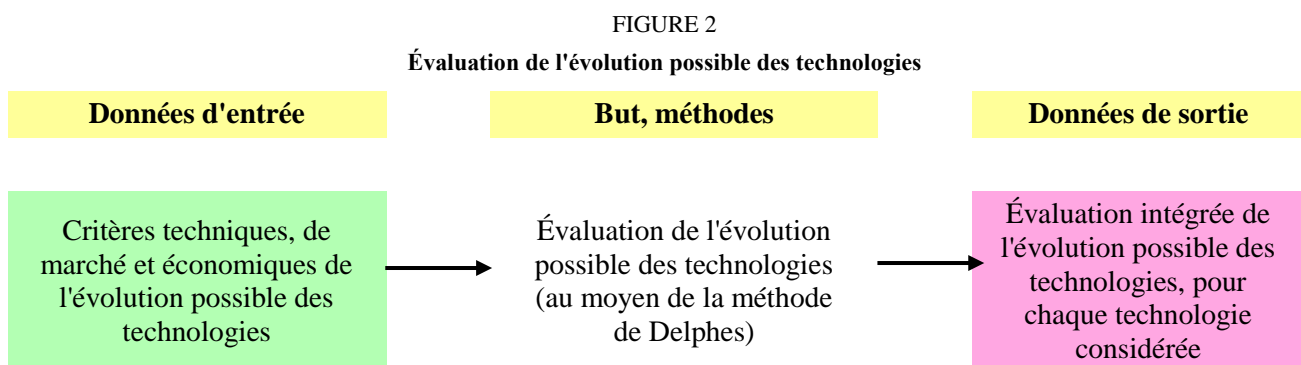 FIGURE 2
Évaluation de l'évolution possible des technologies
Données d'entrée
But, méthodes
Données de sortie
Critères techniques, de
marché et économiques de
l'évolution possible des
technologies
Évaluation de l'évolution
possible des technologies
(au moyen de la méthode
de Delphes)
Évaluation intégrée de
l'évolution possible des
technologies, pour
chaque technologie
considérée